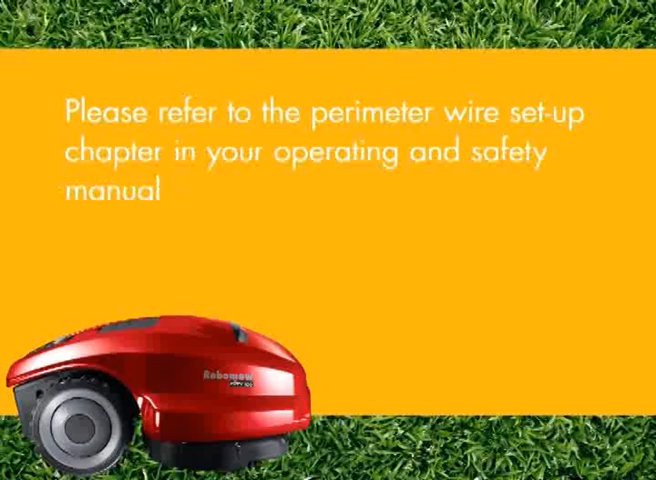 Please refer to the perimeter wire set-up
chapter in your operating and safety
manual
Robomow